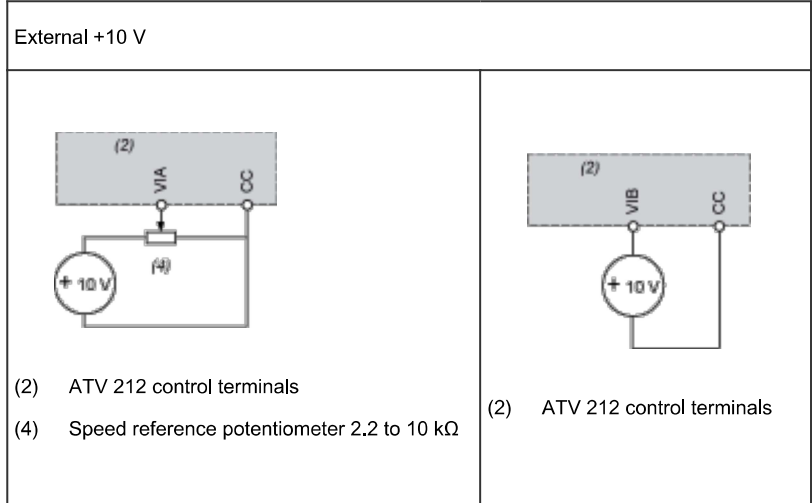 External +10 V
(2)
VIA
CC
(4)
+ 10 V
(2) ATV 212 control terminals
(4) Speed reference potentiometer 2.2 to 10 kΩ
(2)
VIB
CC
+ 10 V
(2) ATV 212 control terminals